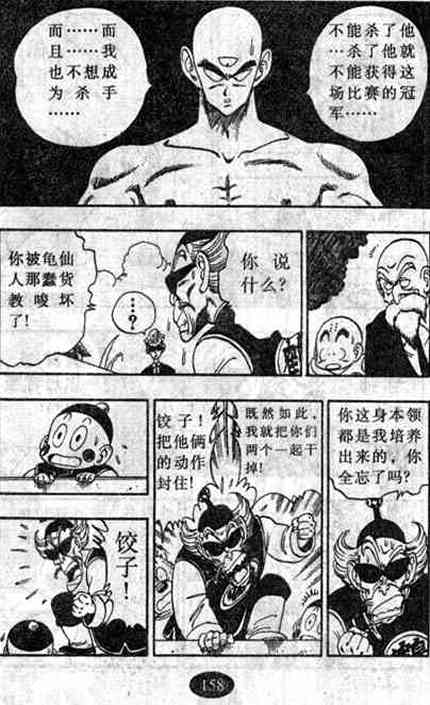 不能杀了他
…杀了他就
不能获得这
场比赛的冠
军……
而……而
且……我
也不想成
为杀手
……
你说
什么?
…?
你被龟仙
人那蠢货
教唆坏
了!
你这身本领
都是我培养
出来的，你
全忘了吗?
既然如此，
我就把你们
两个一起干
掉!
饺子!
把他俩
的动作
封住!
饺子!
158